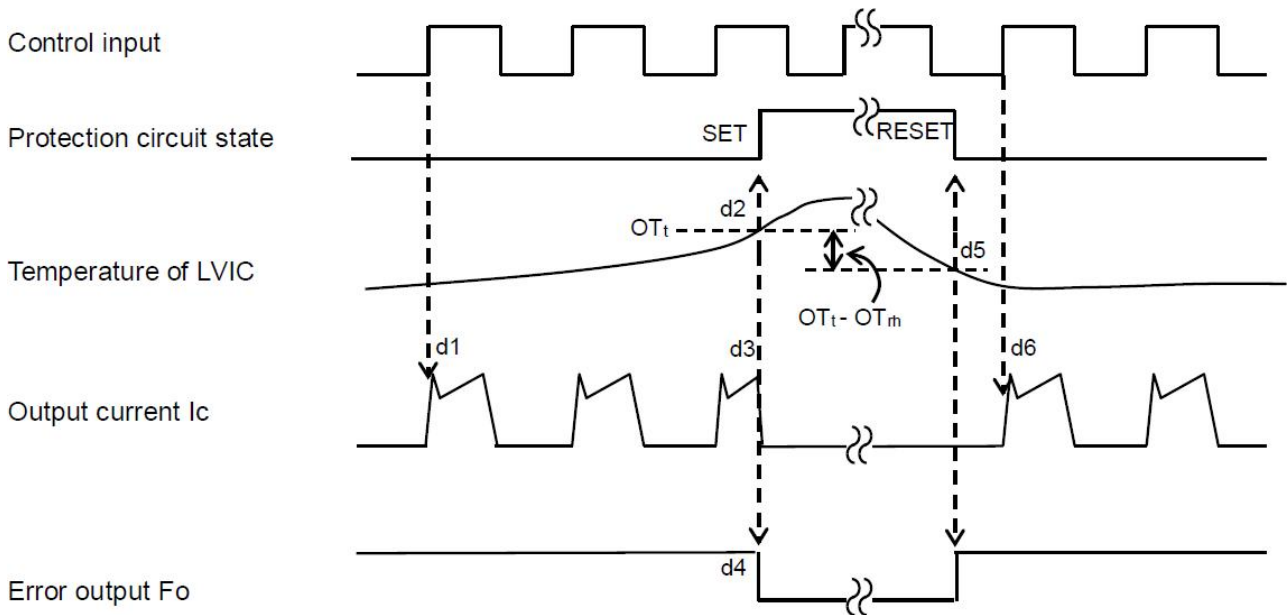 Control input
Protection circuit state
SET
RESET
d2
OTt
d5
Temperature of LVIC
OTt - OTrh
d1
d3
d6
Output current Ic
d4
Error output Fo